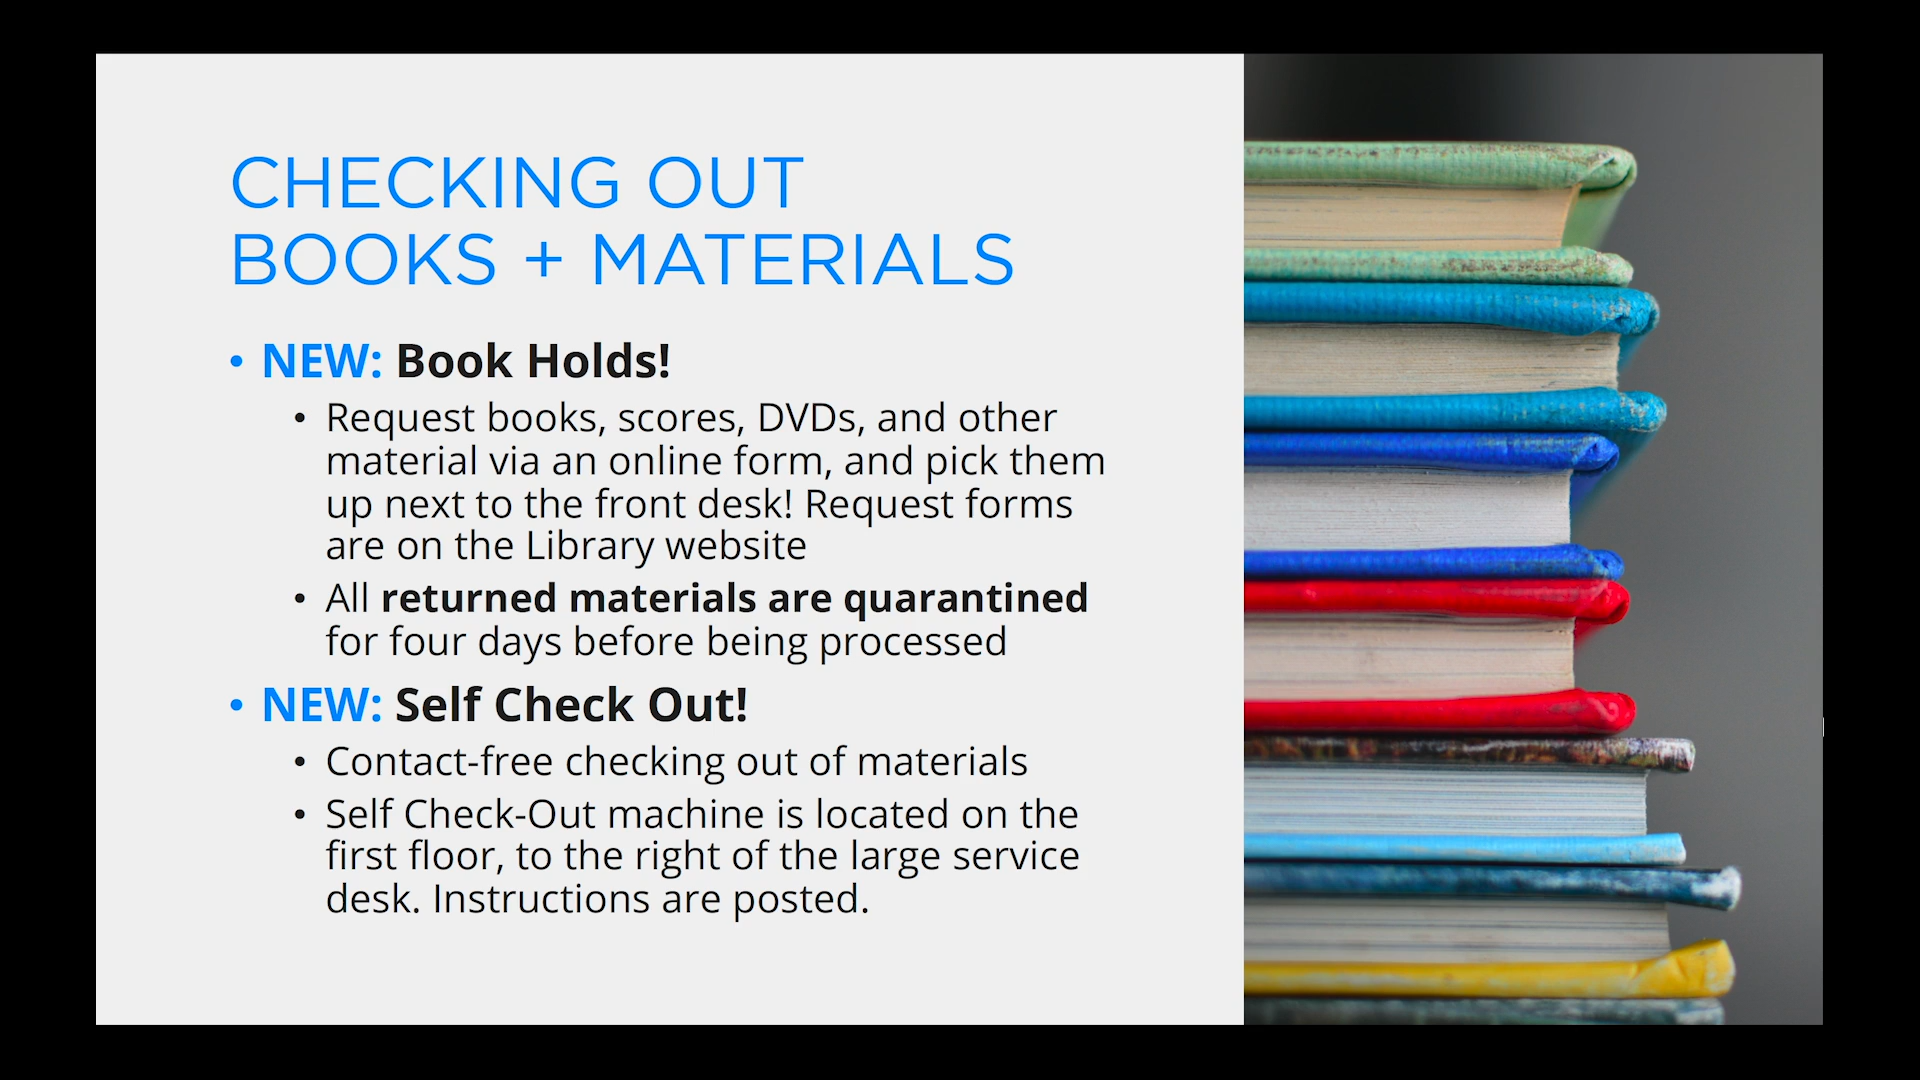 CHECKING OUT
BOOKS + MATERIALS
• NEW: Book Holds!
• Request books, scores, DVDs, and other
material via an online form, and pick them
up next to the front desk! Request forms
are on the Library website
• All returned materials are quarantined
for four days before being processed
• NEW: Self Check Out!
• Contact-free checking out of materials
• Self Check-Out machine is located on the
first floor, to the right of the large service
desk. Instructions are posted.